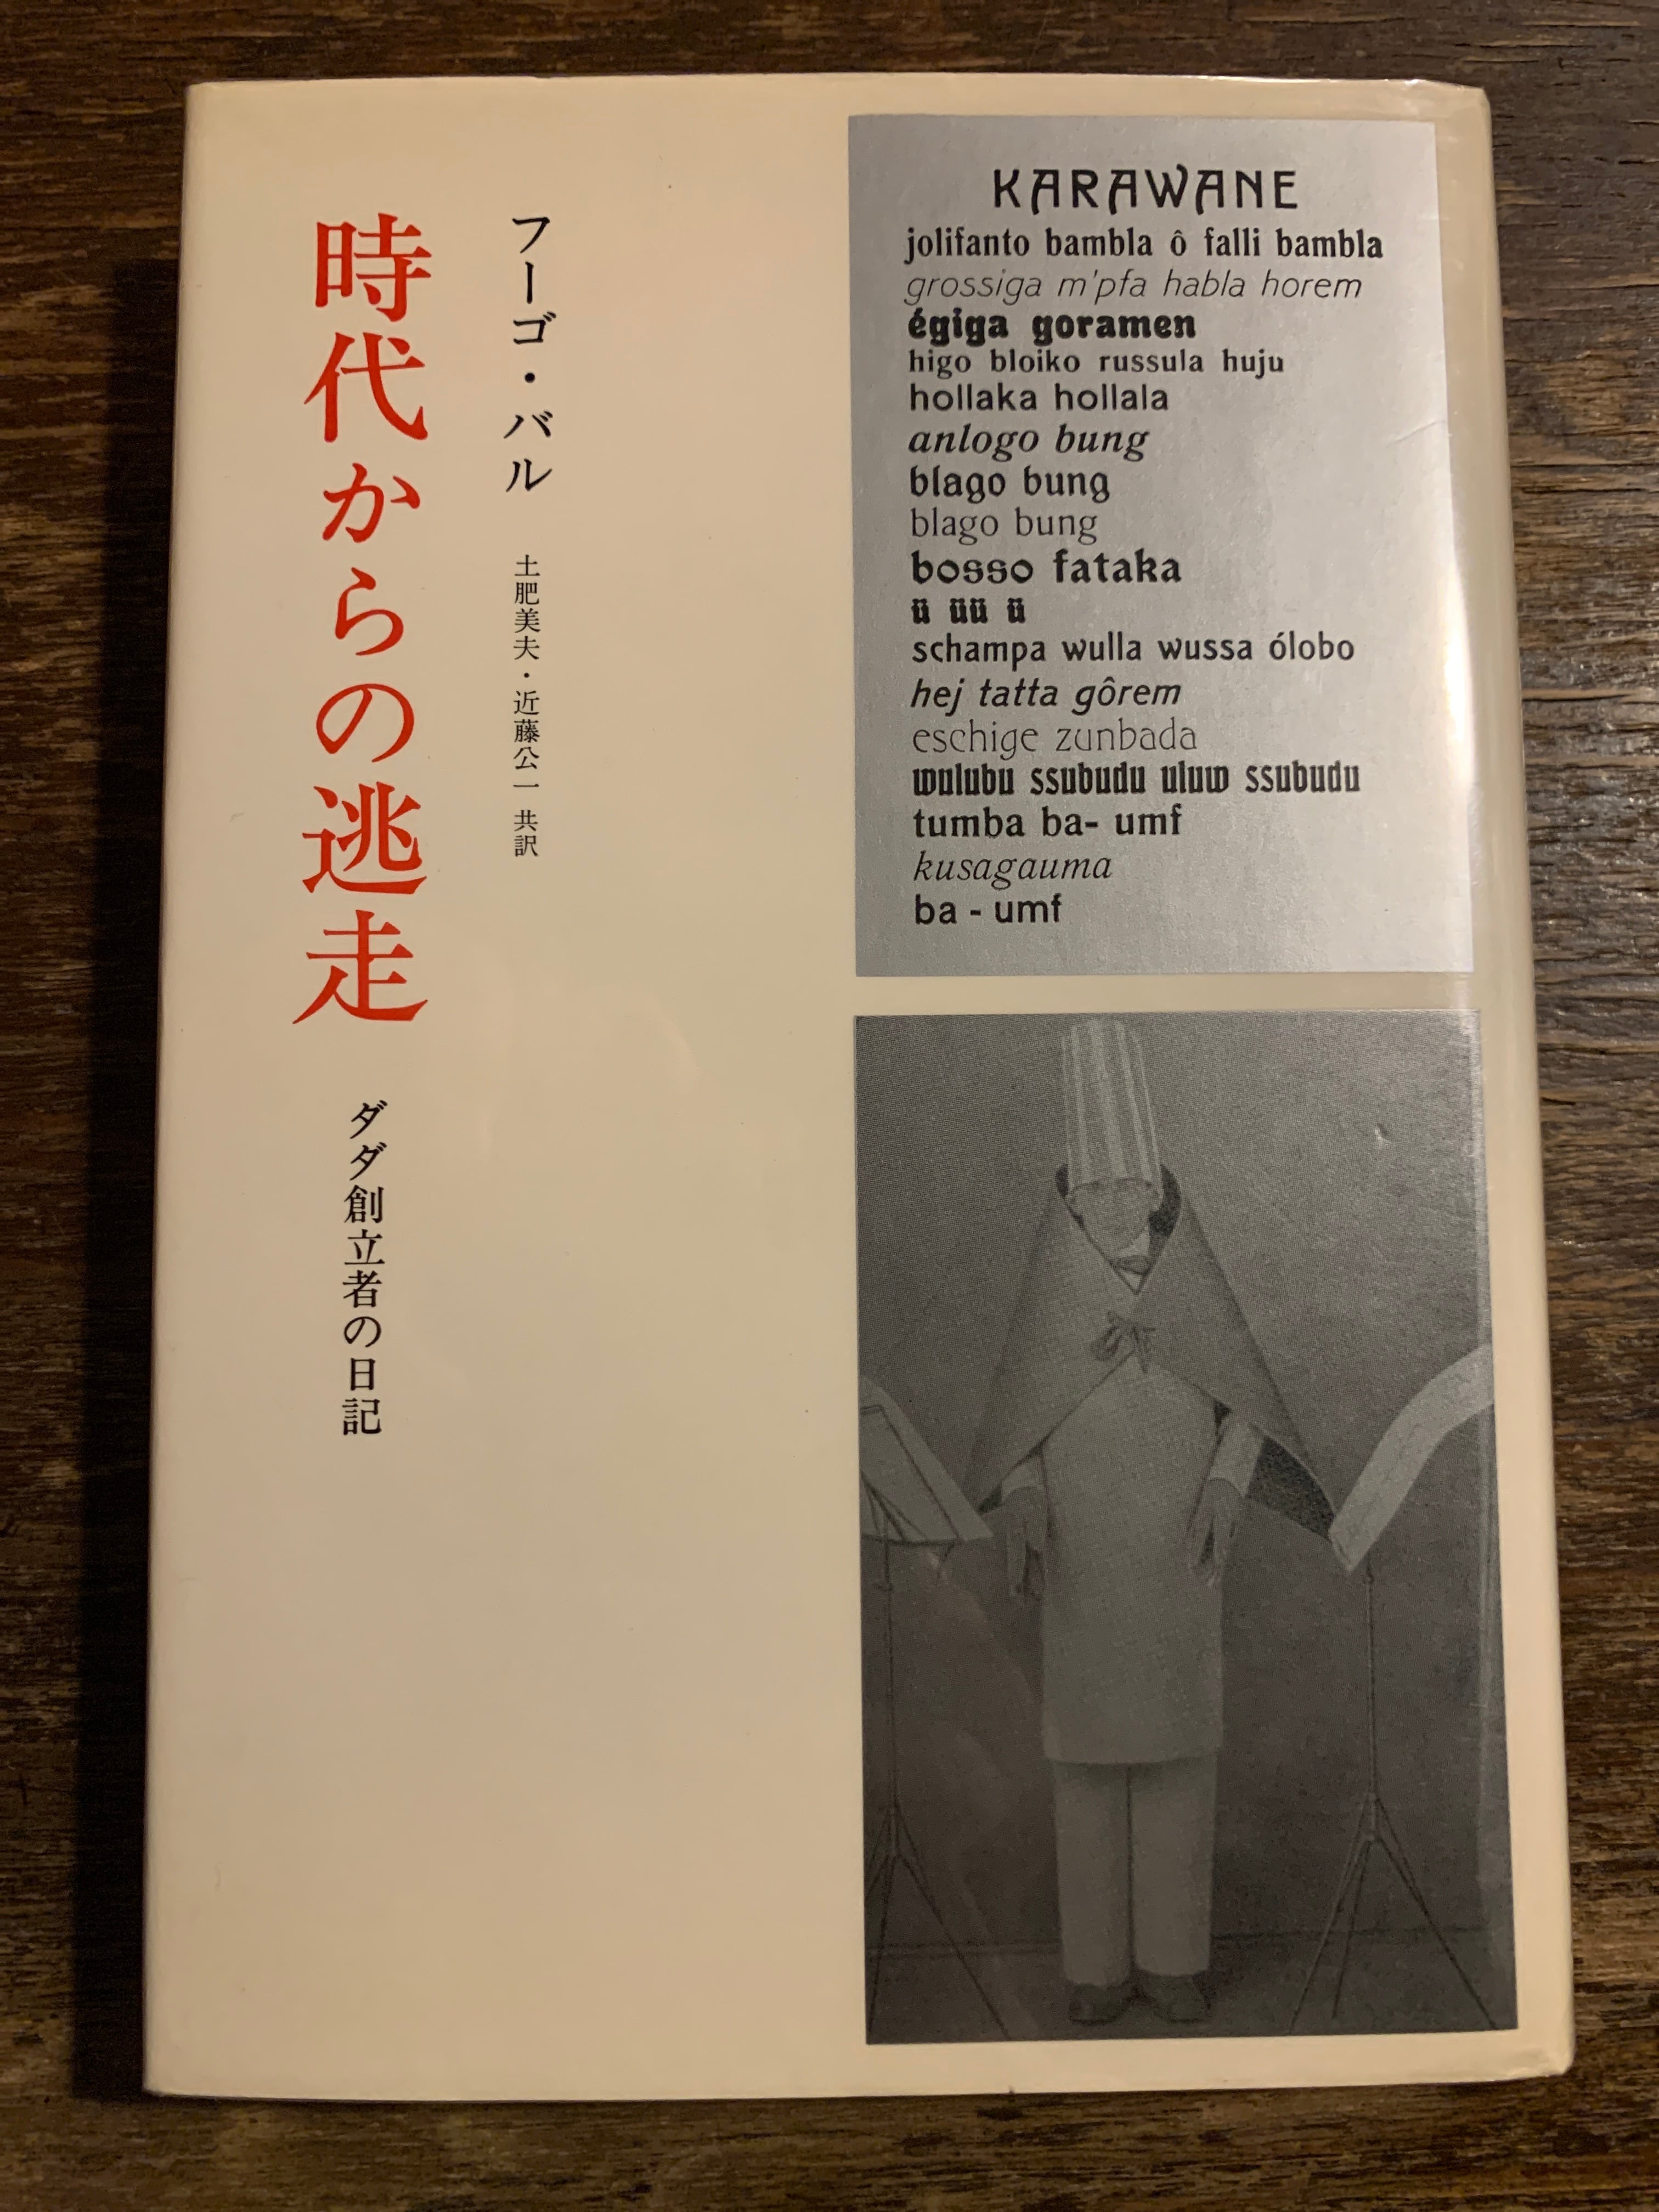 KARAWANE
jolifanto bambla ô falli bambla
grossiga m'pfa habla horem
égiga goramen
higo bloiko russula huju
hollaka hollala
anlogo bung
blago bung
blago bung
bosso fataka
ü üü ü
schampa wulla wussa ólobo
hej tatta gôrem
eschige zunbada
wulubu ssubudu uluw ssubudu
tumba ba- umf
kusagauma
ba - umf
フーゴ・バル 土肥美夫・近藤公一 共訳
時代からの逃走
ダダ創立者の日記